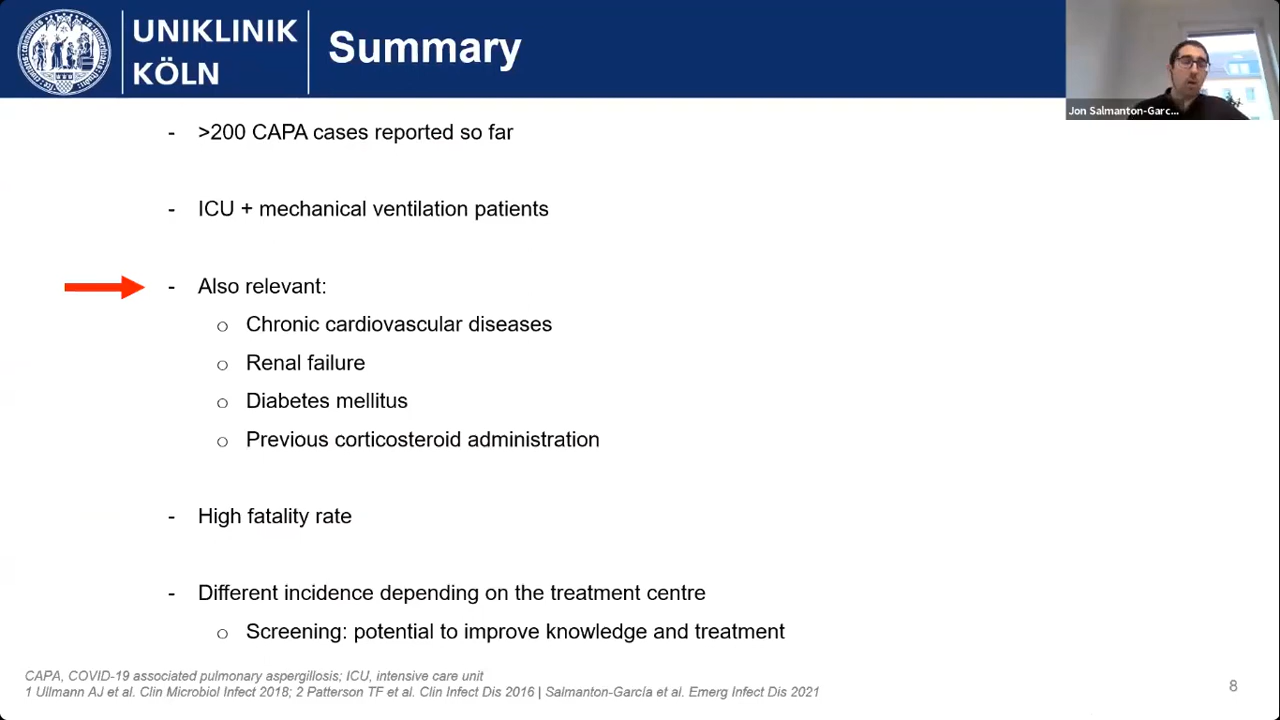 UNIKLINIK
KÖLN
Summary
Jon Salmanton-Garc...
- >200 CAPA cases reported so far
- ICU + mechanical ventilation patients
- Also relevant:
o Chronic cardiovascular diseases
o Renal failure
o Diabetes mellitus
o Previous corticosteroid administration
- High fatality rate
- Different incidence depending on the treatment centre
o Screening: potential to improve knowledge and treatment
CAPA, COVID-19 associated pulmonary aspergillosis; ICU, intensive care unit
1 Ullmann AJ et al. Clin Microbiol Infect 2018; 2 Patterson TF et al. Clin Infect Dis 2016 | Salmanton-García et al. Emerg Infect Dis 2021
8